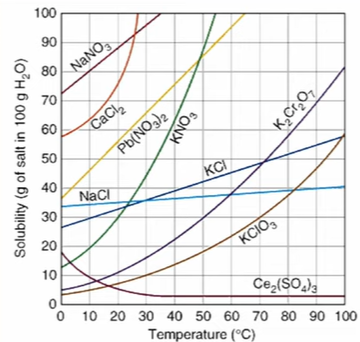 Solubility (g of salt in 100 g H₂O)
100
90
80
70
60
50
40
30
20
10
0
NaNO₃
CaCl₂
Pb(NO₃)₂
KNO₃
K₂Cr₂O₇
KCl
NaCl
KClO₃
Ce₂(SO₄)₃
0 10 20 30 40 50 60 70 80 90 100
Temperature (°C)